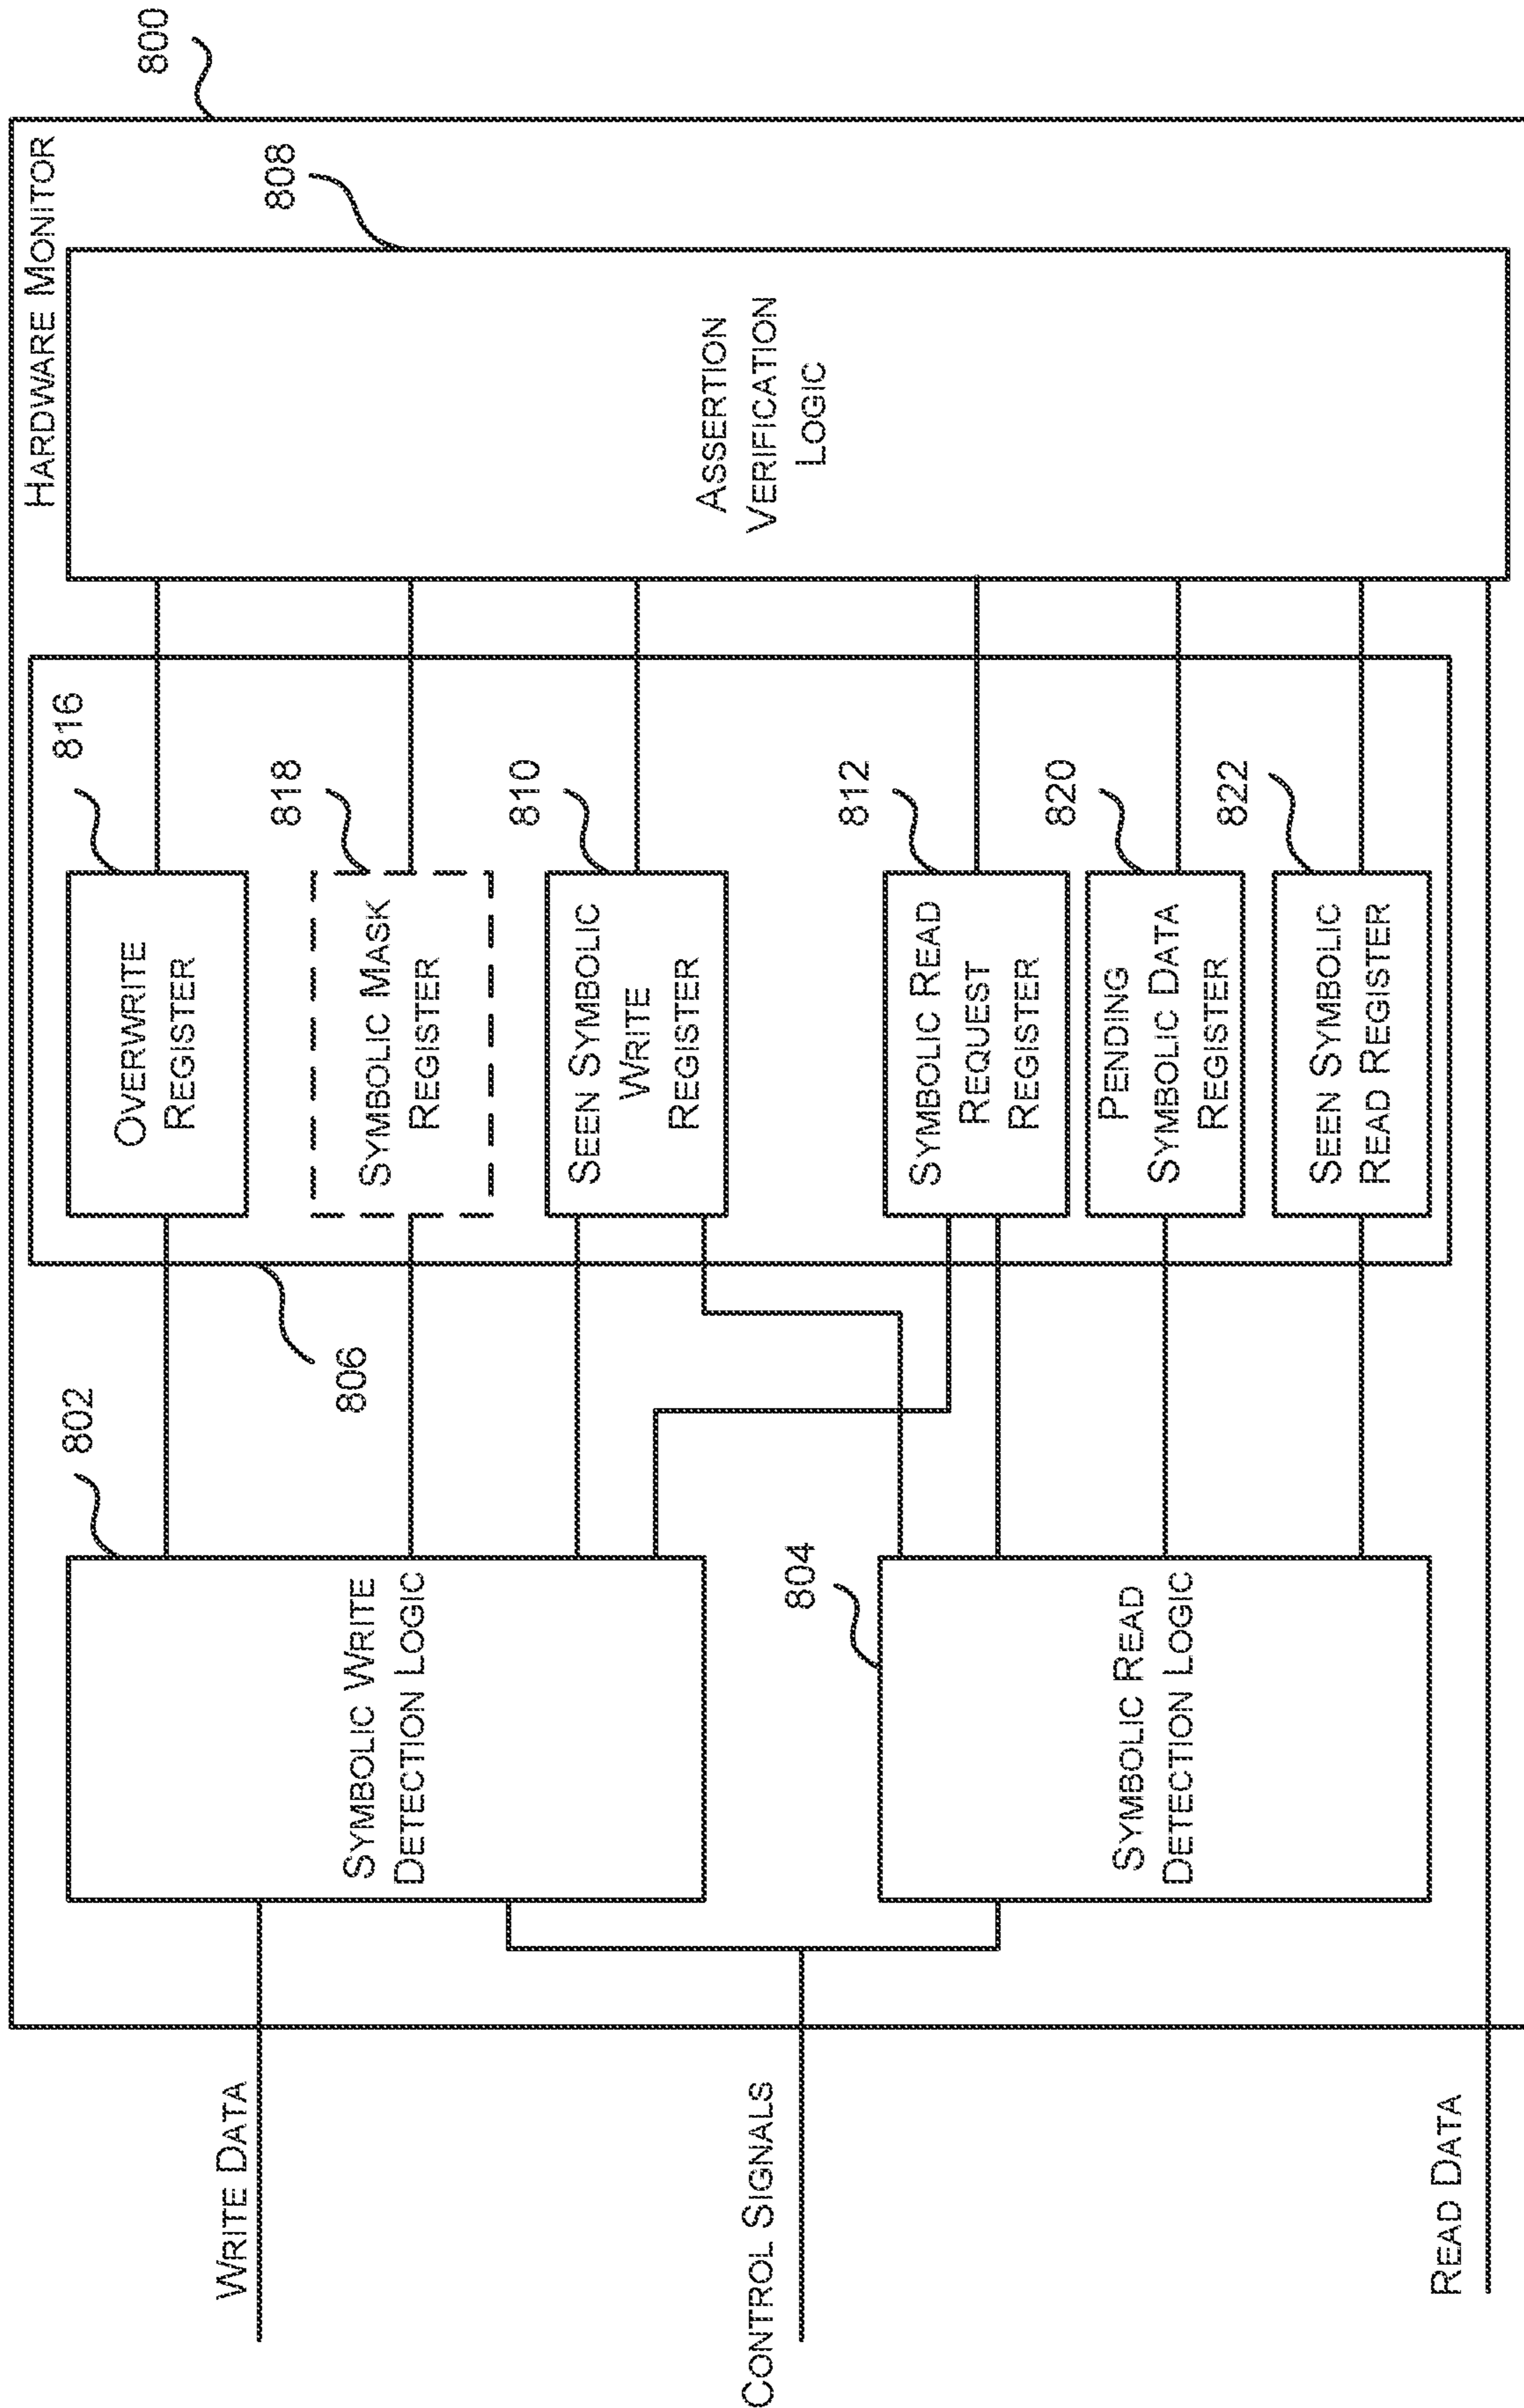 HARDWARE MONITOR
800
808
ASSERTION
VERIFICATION
LOGIC
816
OVERWRITE
REGISTER
818
SYMBOLIC MASK
REGISTER
810
SEEN SYMBOLIC
WRITE
REGISTER
812
SYMBOLIC READ
REQUEST
REGISTER
820
PENDING
SYMBOLIC DATA
REGISTER
822
SEEN SYMBOLIC
READ REGISTER
806
802
SYMBOLIC WRITE
DETECTION LOGIC
804
SYMBOLIC READ
DETECTION LOGIC
WRITE DATA
CONTROL SIGNALS
READ DATA